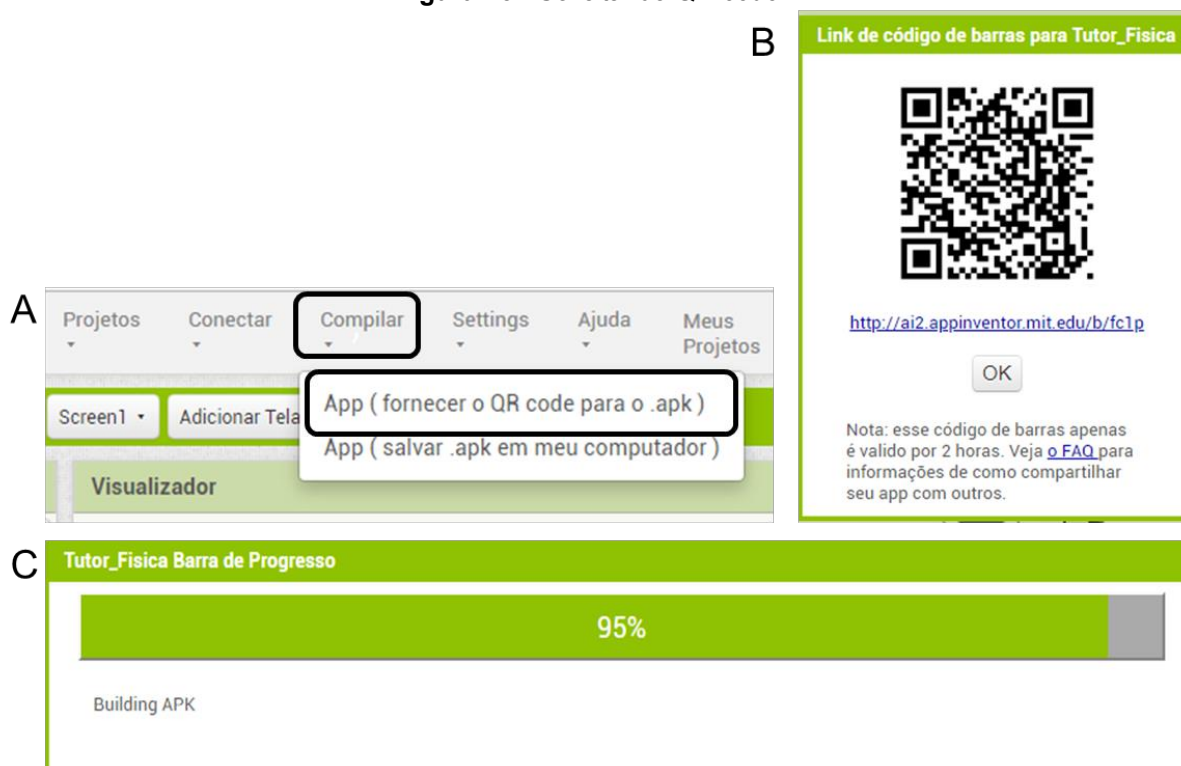 B
Link de código de barras para Tutor_Fisica
http://ai2.appinventor.mit.edu/b/fc1p
OK
Nota: esse código de barras apenas
é valido por 2 horas. Veja o FAQ para
informações de como compartilhar
seu app com outros.
A
Projetos
Conectar
Compilar
Settings
Ajuda
Meus
Projetos
Screen1
Adicionar Tela
App ( fornecer o QR code para o .apk )
App ( salvar .apk em meu computador )
Visualizador
C
Tutor_Fisica Barra de Progresso
95%
Building APK